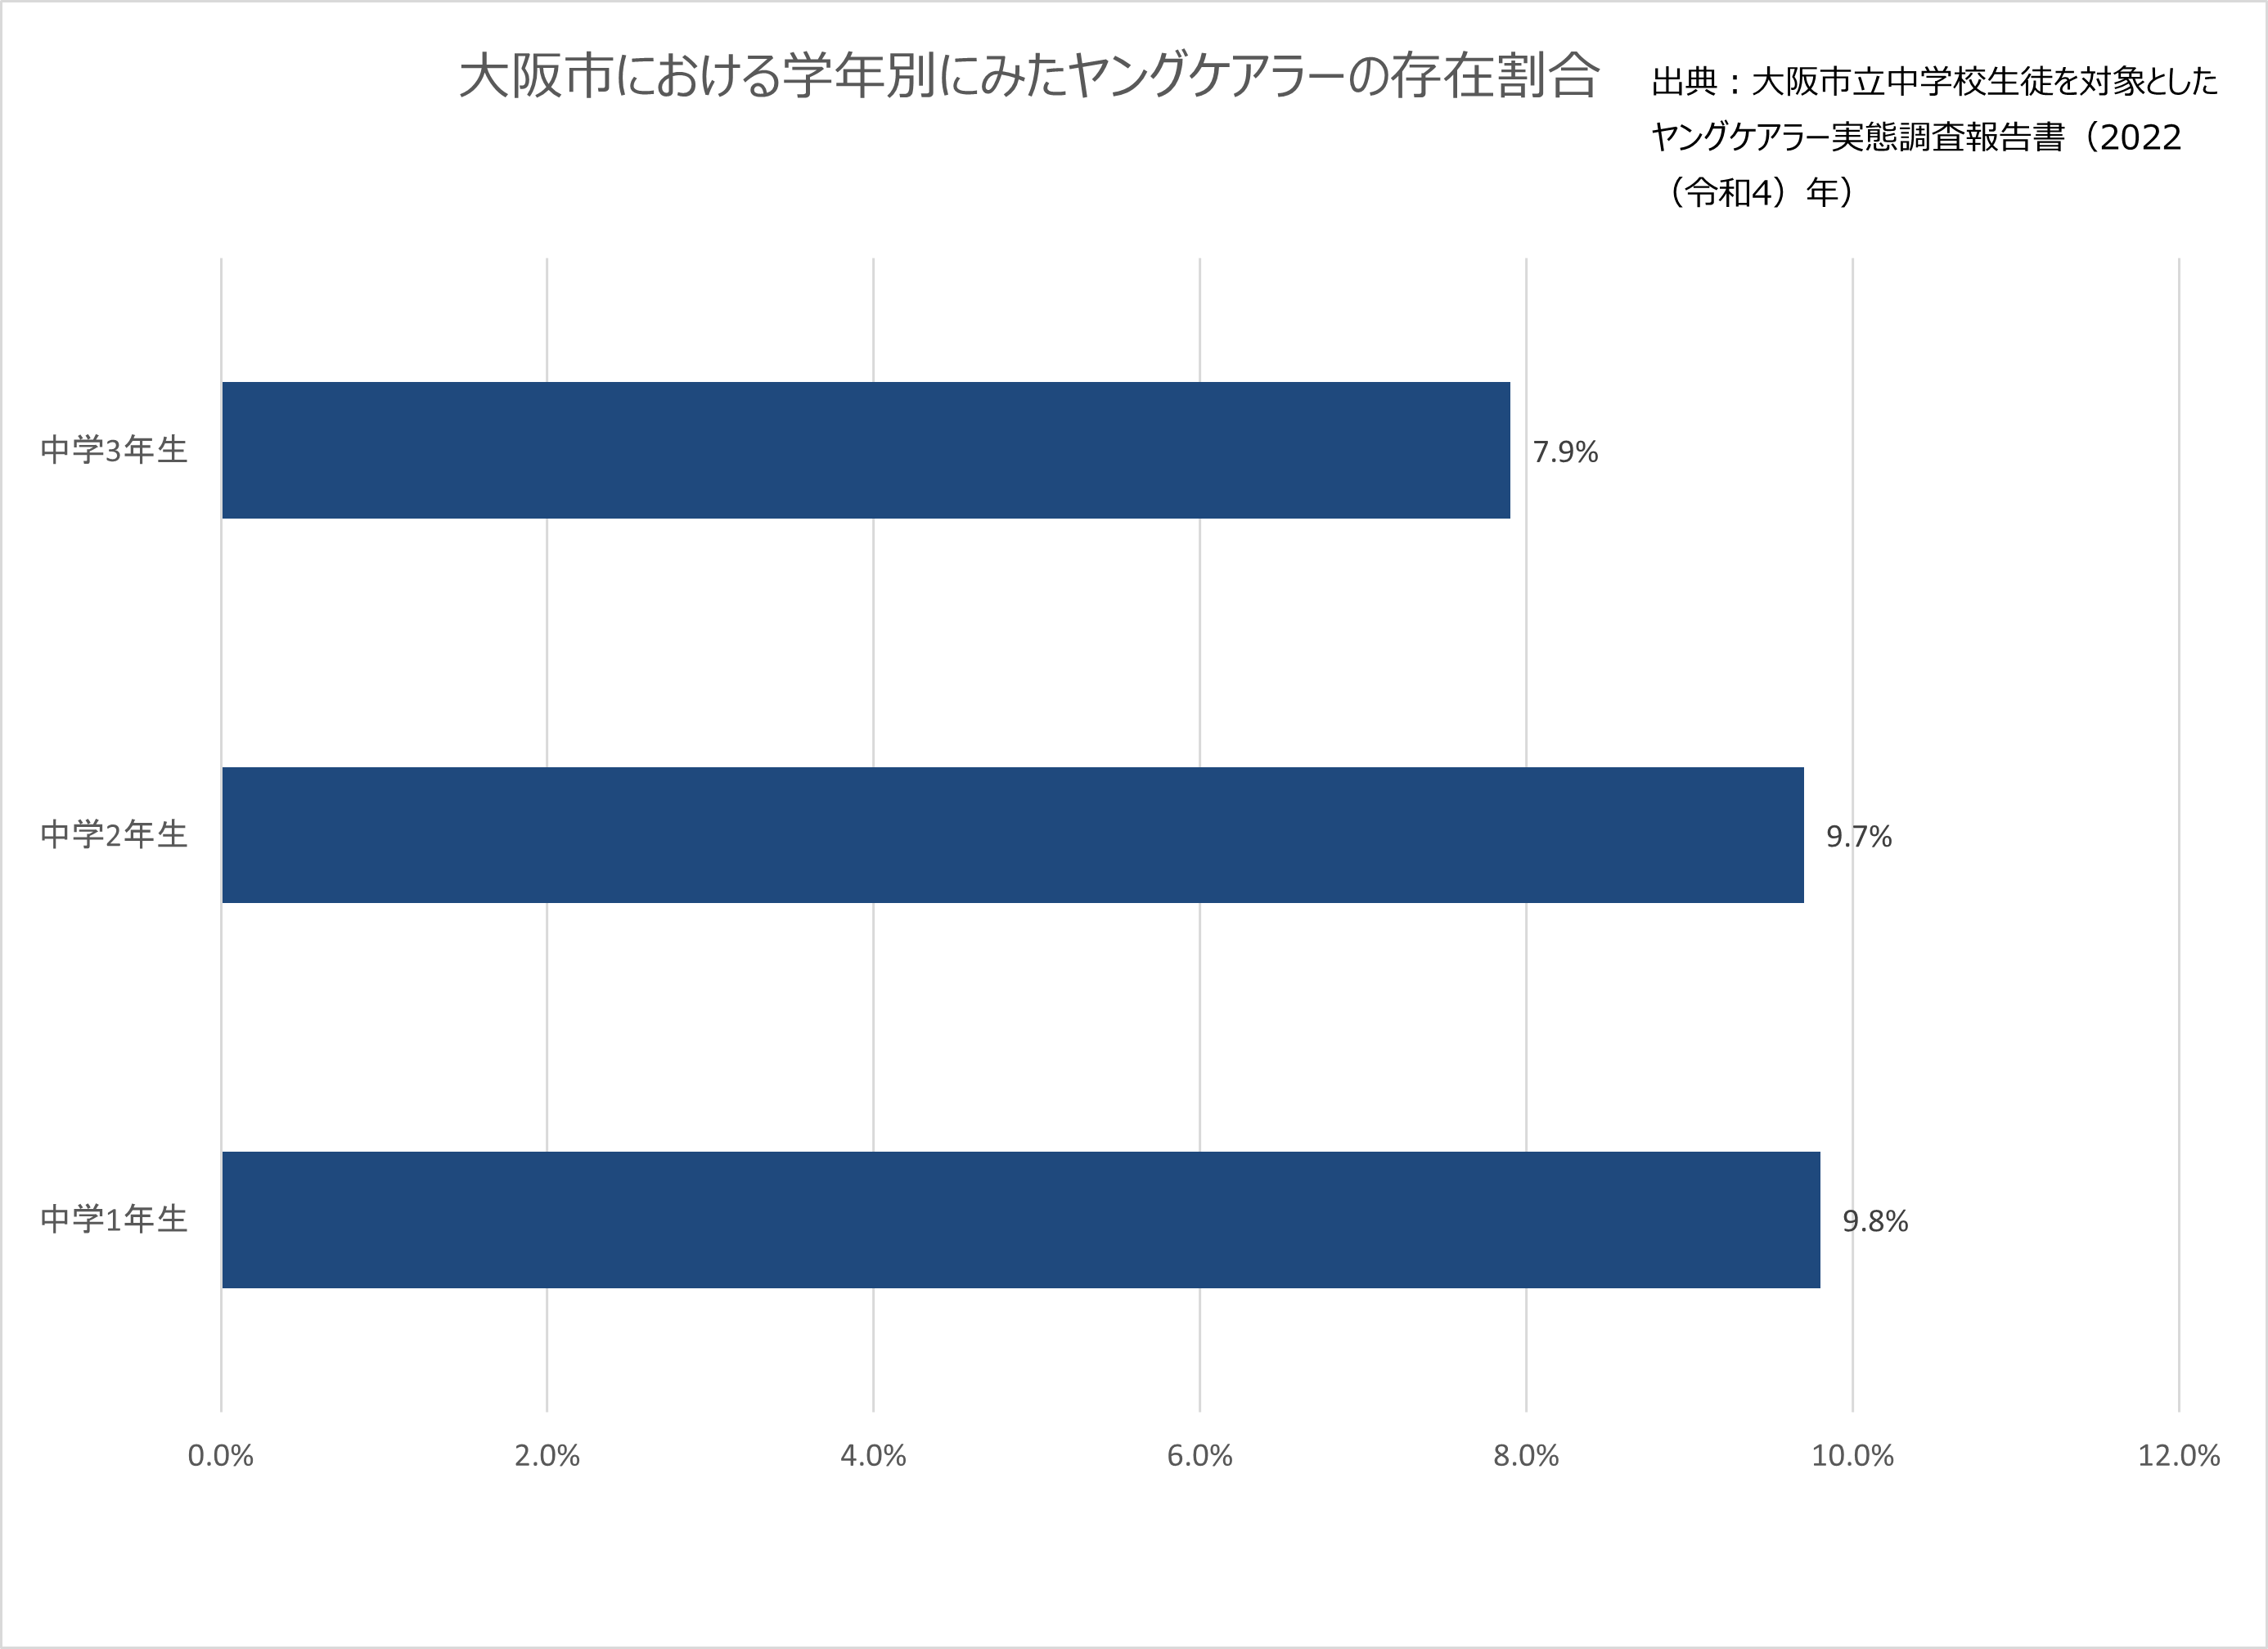 大阪市における学年別にみたヤングケアラーの存在割合
出典：大阪市立中学校生徒を対象とした
ヤングケアラー実態調査報告書（2022
（令和4）年）
中学3年生
7.9%
中学2年生
9.7%
中学1年生
9.8%
0.0% 2.0% 4.0% 6.0% 8.0% 10.0% 12.0%